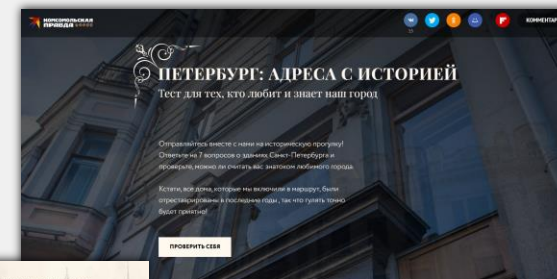 КОМСОМОЛЬСКАЯ
ПРАВДА
КОММЕНТАР
ПЕТЕРБУРГ: АДРЕСА С ИСТОРИЕЙ
Тест для тех, кто любит и знает наш город
Отправляйтесь вместе с нами на историческую прогулку!
Ответьте на 7 вопросов о зданиях Санкт-Петербурга и
проверьте, можно ли считать вас знатоком любимого города.
Кстати, все дома, которые мы включили в маршрут, были
отреставрированы в последние годы, так что гулять точно
будет приятно!
ПРОВЕРИТЬ СЕБЯ